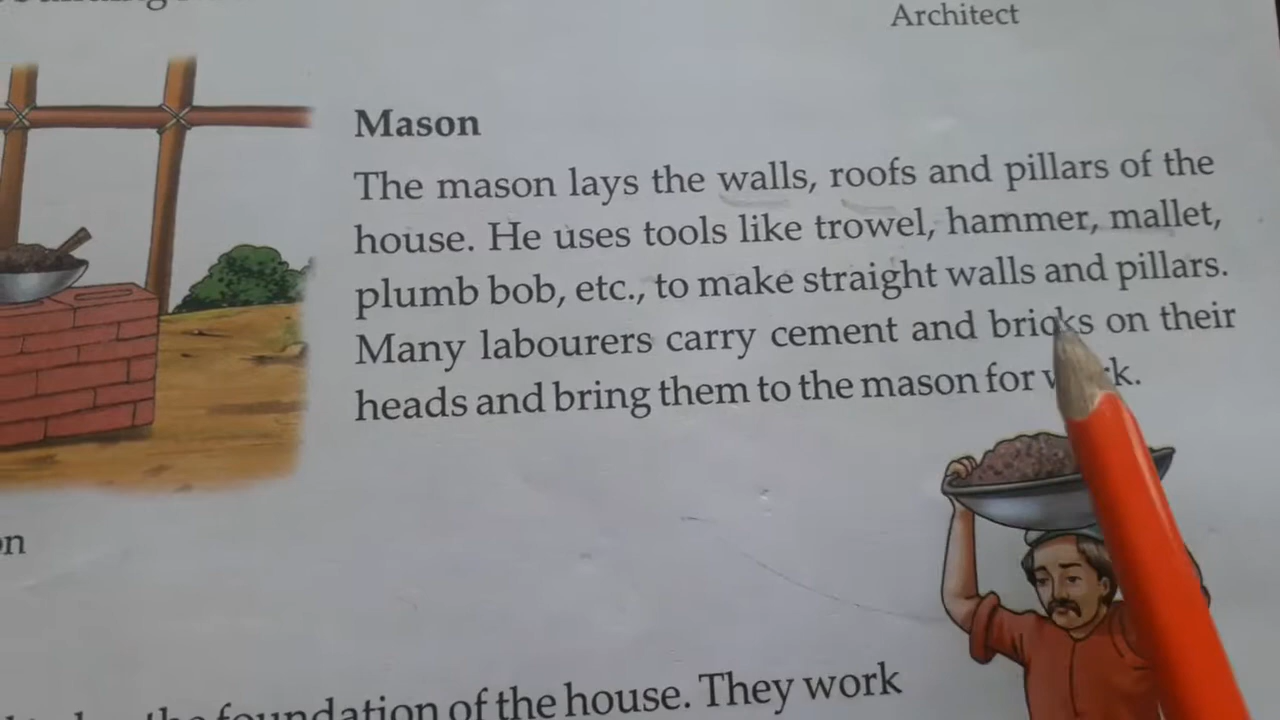 Architect
Mason
The mason lays the walls, roofs and pillars of the
house. He uses tools like trowel, hammer, mallet,
plumb bob, etc., to make straight walls and pillars.
Many labourers carry cement and bricks on their
heads and bring them to the mason for work.
on
the foundation of the house. They work